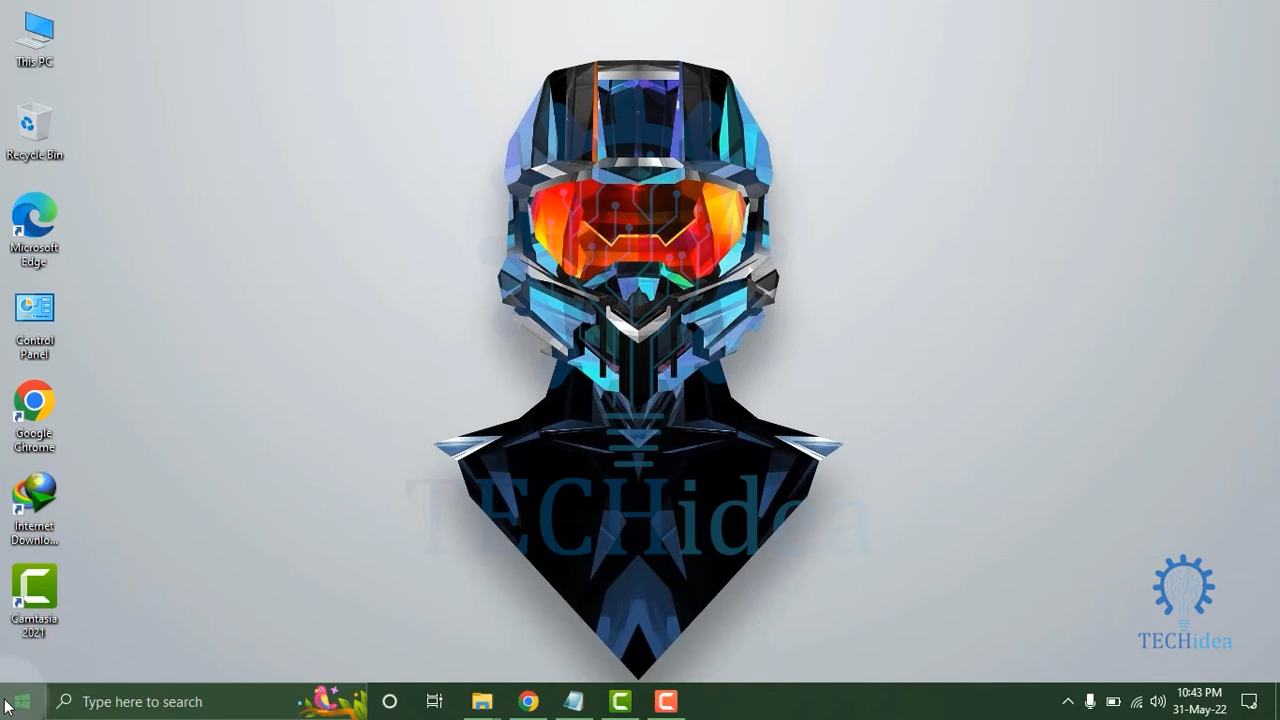 This PC
Recycle Bin
Microsoft
Edge
Control
Panel
Google
Chrome
Internet
Downlo...
Camtasia
2021
TECHidea
TECHidea
Type here to search
10:43 PM
31-May-22